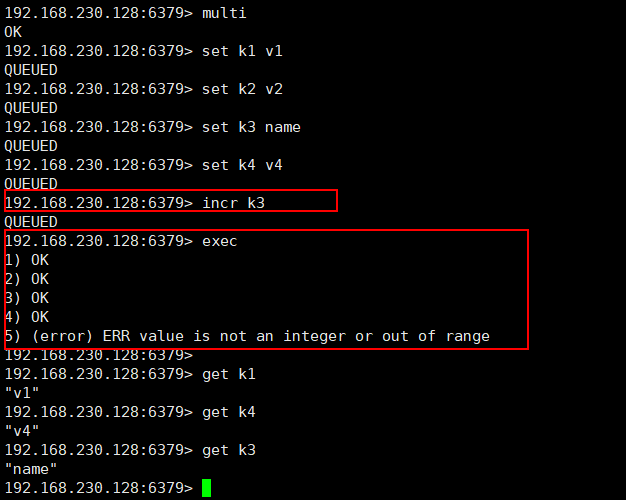 192.168.230.128:6379> multi
OK
192.168.230.128:6379> set k1 v1
QUEUED
192.168.230.128:6379> set k2 v2
QUEUED
192.168.230.128:6379> set k3 name
QUEUED
192.168.230.128:6379> set k4 v4
QUEUED
192.168.230.128:6379> incr k3
QUEUED
192.168.230.128:6379> exec
1) OK
2) OK
3) OK
4) OK
5) (error) ERR value is not an integer or out of range
192.168.230.128:6379>
192.168.230.128:6379> get k1
"v1"
192.168.230.128:6379> get k4
"v4"
192.168.230.128:6379> get k3
"name"
192.168.230.128:6379>